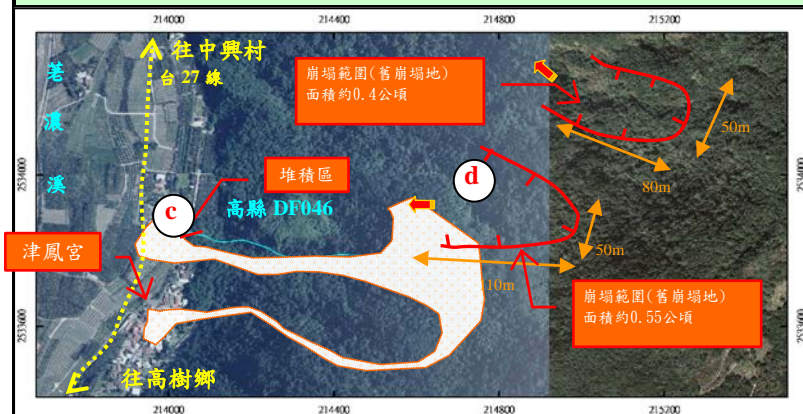 214000
214400
214800
215200
往中興村
台 27 線
荖
濃
溪
崩塌範圍(舊崩塌地)
面積約0.4公頃
50m
80m
2534000
2534000
d
堆積區
c
高縣 DF046
津鳳宮
50m
110m
崩塌範圍(舊崩塌地)
面積約0.55公頃
2533600
2533600
往高樹鄉
214000
214400
214800
215200